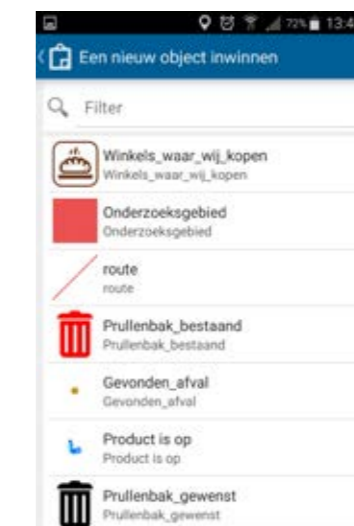 72% 13:4
Een nieuw object inwinnen
Filter
Winkels_waar_wij_kopen
Winkels_waar_wij_kopen
Onderzoeksgebied
Onderzoeksgebied
route
route
Prullenbak_bestaand
Prullenbak_bestaand
Gevonden_afval
Gevonden_afval
Product is op
Product is op
Prullenbak_gewenst
Prullenbak_gewenst